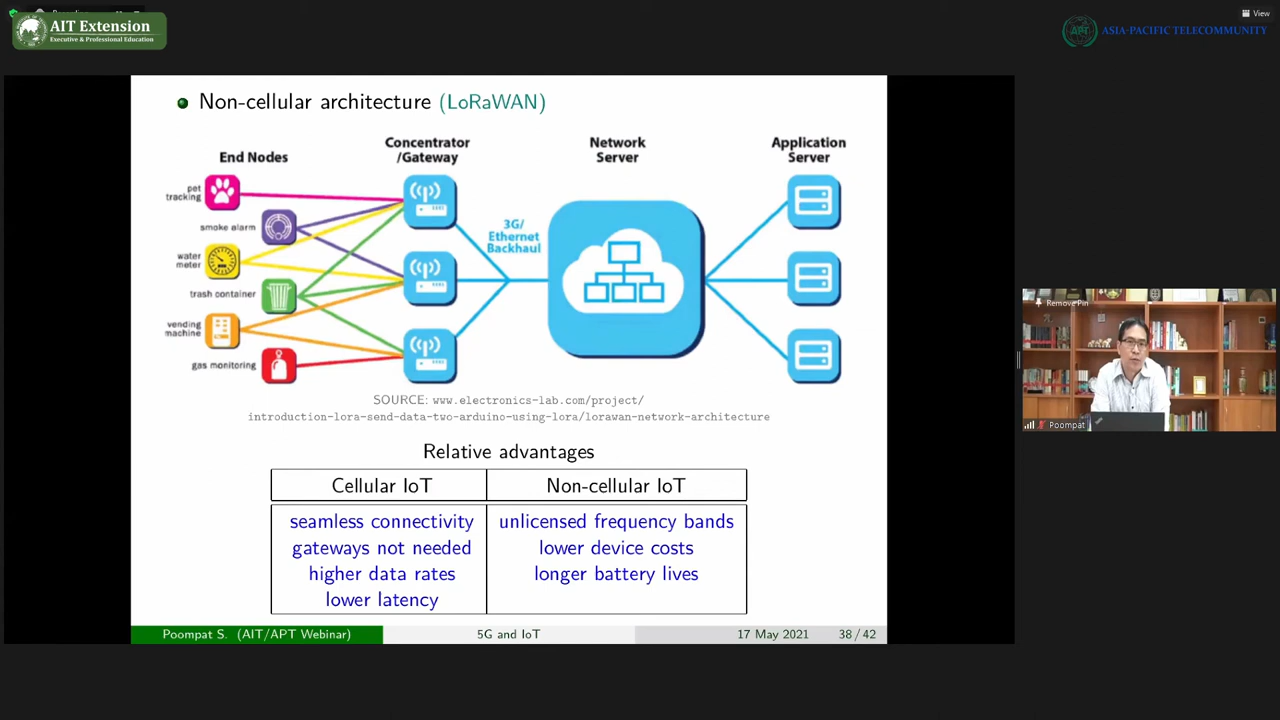 AIT Extension
Executive & Professional Education
View
ASIA-PACIFIC TELECOMMUNITY
APT
Non-cellular architecture (LoRaWAN)
End Nodes
Concentrator
/Gateway
Network
Server
Application
Server
pet
tracking
smoke alarm
water
meter
trash container
vending
machine
gas monitoring
3G/
Ethernet
Backhaul
SOURCE: www.electronics-lab.com/project/
introduction-lora-send-data-two-arduino-using-lora/lorawan-network-architecture
Relative advantages
Cellular IoT
Non-cellular IoT
seamless connectivity
unlicensed frequency bands
gateways not needed
lower device costs
higher data rates
longer battery lives
lower latency
Poompat S. (AIT/APT Webinar)
5G and IoT
17 May 2021
38 / 42
Remove Pin
Poompat